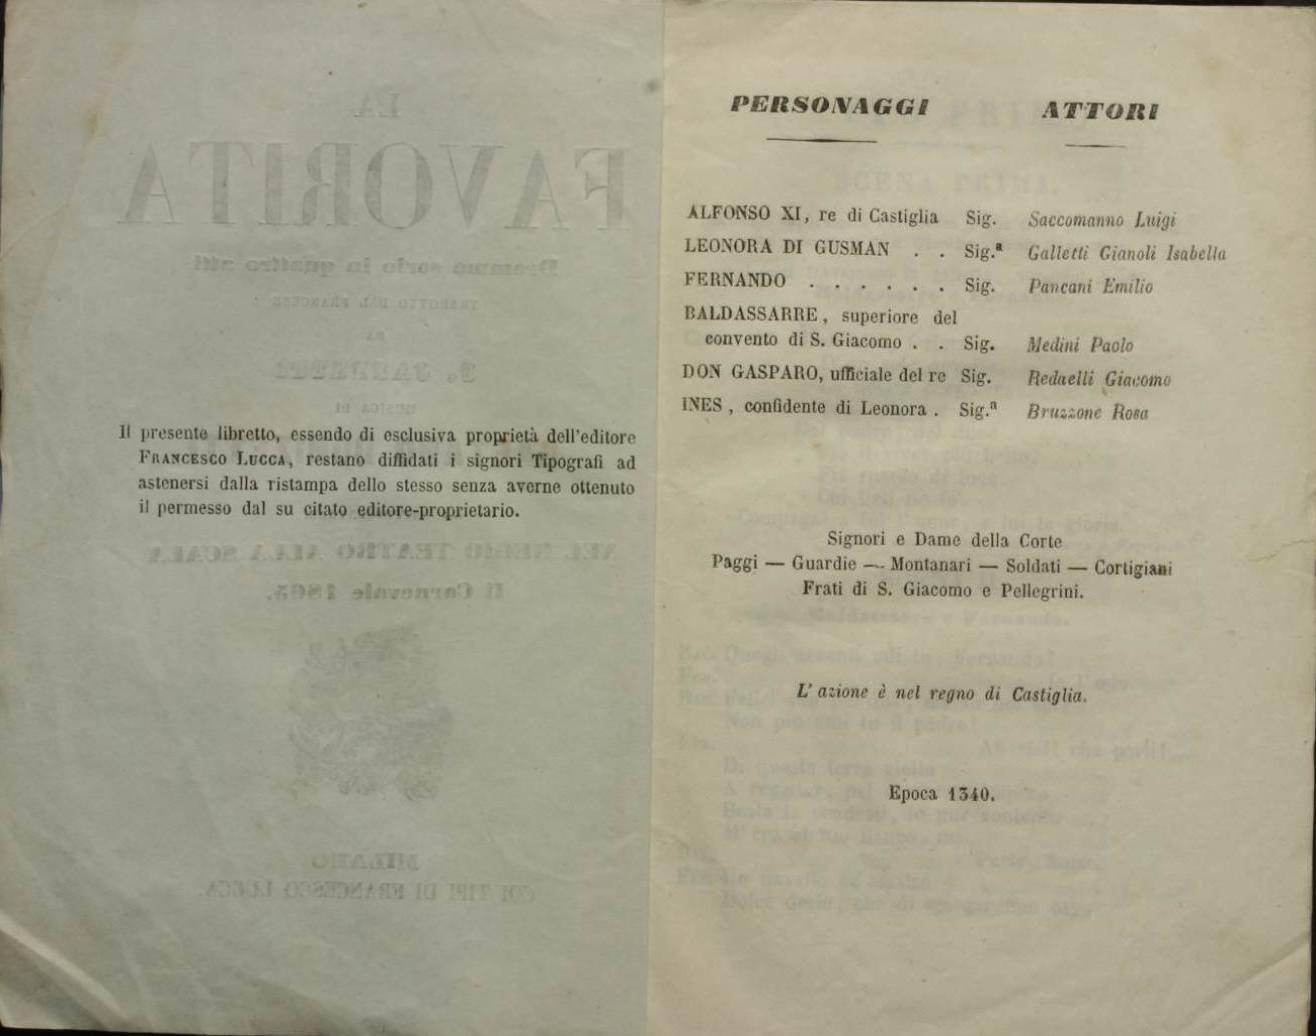 Il presente libretto, essendo di esclusiva proprietà dell'editore
FRANCESCO LUCCA, restano diffidati i signori Tipografi ad
astenersi dalla ristampa dello stesso senza averne ottenuto
il permesso dal su citato editore-proprietario.
PERSONAGGI ATTORI
ALFONSO XI, re di Castiglia Sig. Saccomanno Luigi
LEONORA DI GUSMAN . . Sig.ª Galletti Gianoli Isabella
FERNANDO . . . . . . Sig. Pancani Emilio
BALDASSARRE, superiore del
convento di S. Giacomo . . Sig. Medini Paolo
DON GASPARO, ufficiale del re Sig. Redaelli Giacomo
INES, confidente di Leonora . Sig.ª Bruzzone Rosa
Signori e Dame della Corte
Paggi — Guardie — Montanari — Soldati — Cortigiani
Frati di S. Giacomo e Pellegrini.
L'azione è nel regno di Castiglia.
Epoca 1340.